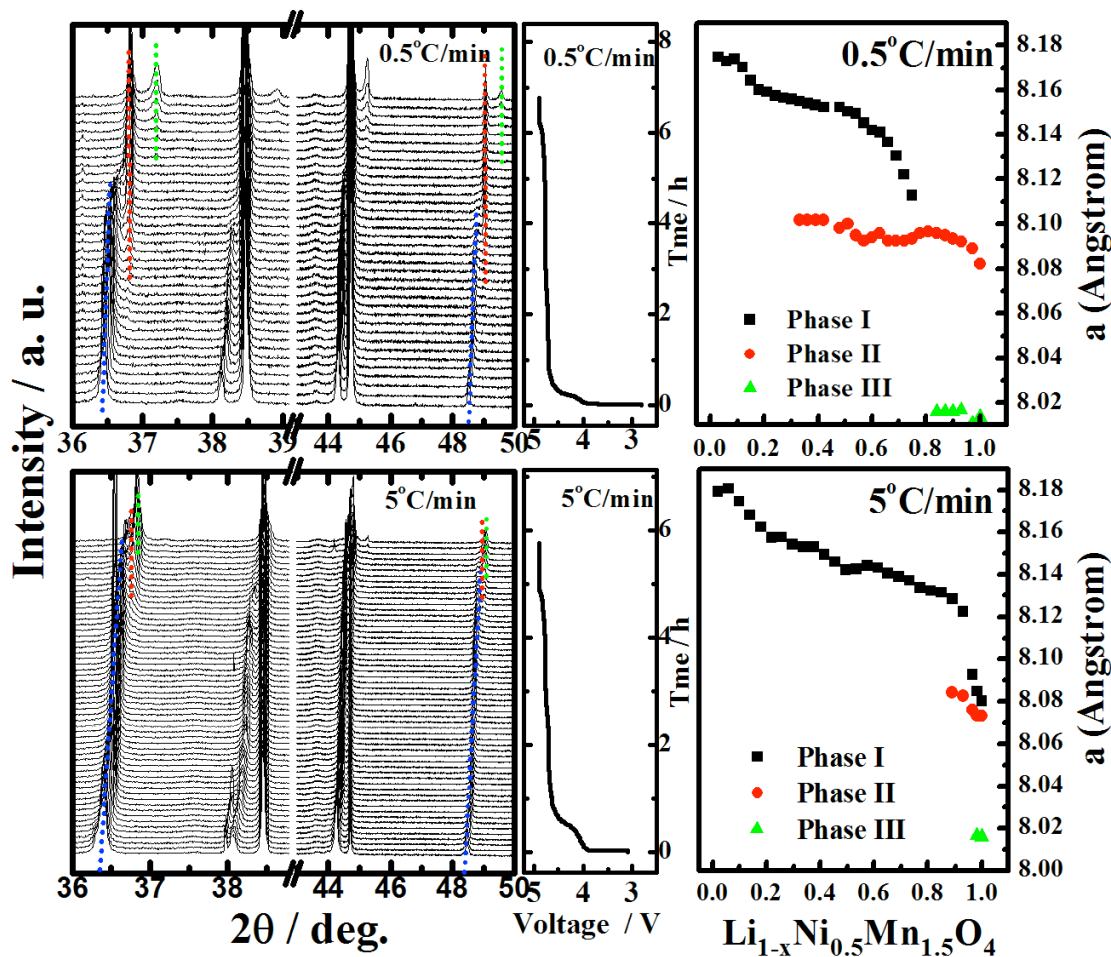 Intensity / a. u.
0.5°C/min
36 37 38 39 44 46 48 50
0.5°C/min
8
6
4
2
0
Tme / h
5 4 3
0.5°C/min
Phase I
Phase II
Phase III
8.18
8.16
8.14
8.12
8.10
8.08
8.06
8.04
8.02
a (Angstrom)
0.0 0.2 0.4 0.6 0.8 1.0
5°C/min
36 37 38 39 44 46 48 50
2θ / deg.
5°C/min
6
4
2
0
Tme / h
5 4 3
Voltage / V
5°C/min
Phase I
Phase II
Phase III
8.18
8.16
8.14
8.12
8.10
8.08
8.06
8.04
8.02
8.00
a (Angstrom)
0.0 0.2 0.4 0.6 0.8 1.0
Li₁₋ₓNi₀.₅Mn₁.₅O₄